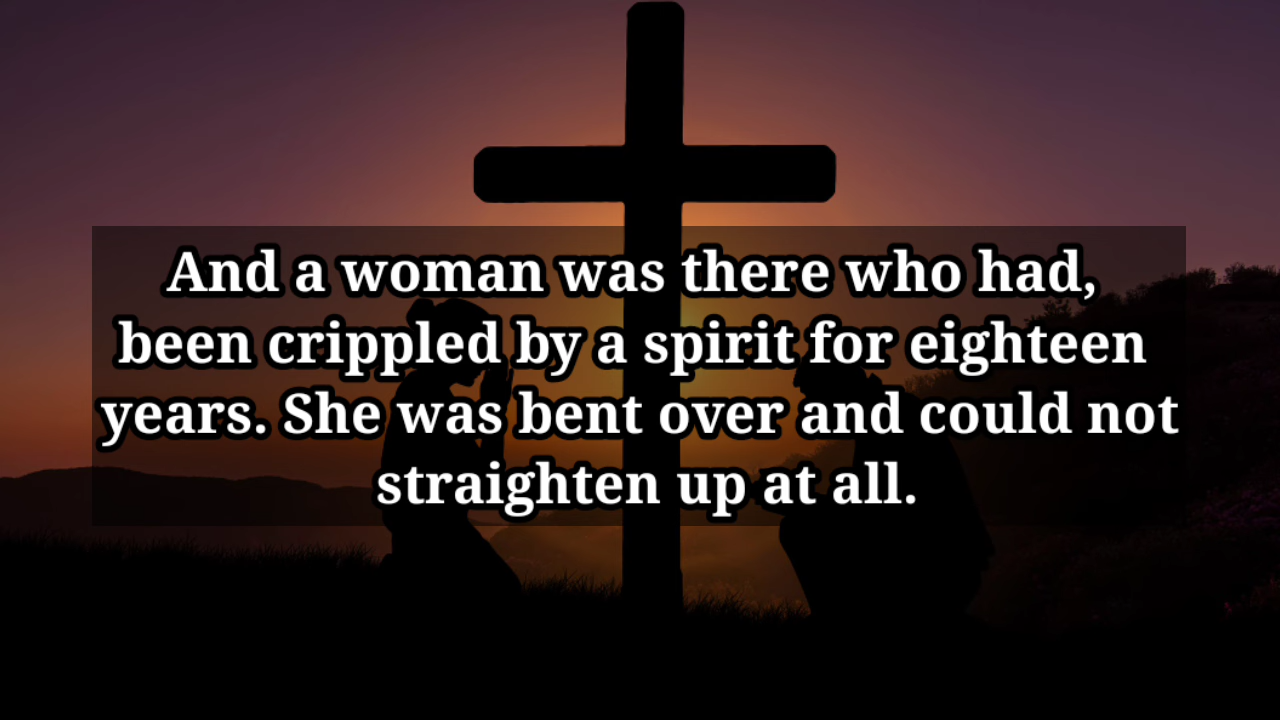 And a woman was there who had,
been crippled by a spirit for eighteen
years. She was bent over and could not
straighten up at all.